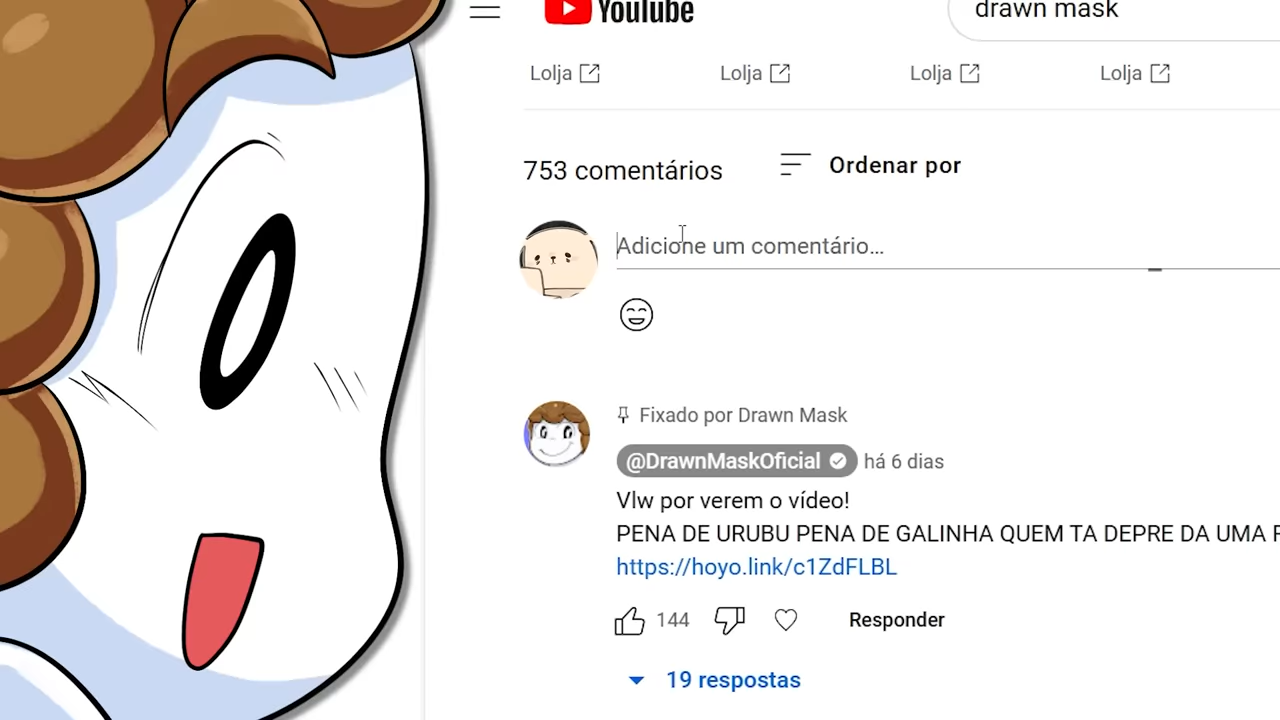 YouTube
drawn mask
Lolja Lolja Lolja Lolja
753 comentários
Ordenar por
Adicione um comentário...
Fixado por Drawn Mask
@DrawnMaskOficial há 6 dias
Vlw por verem o vídeo!
PENA DE URUBU PENA DE GALINHA QUEM TA DEPRE DA UMA
https://hoyo.link/c1ZdFLBL
144
Responder
19 respostas